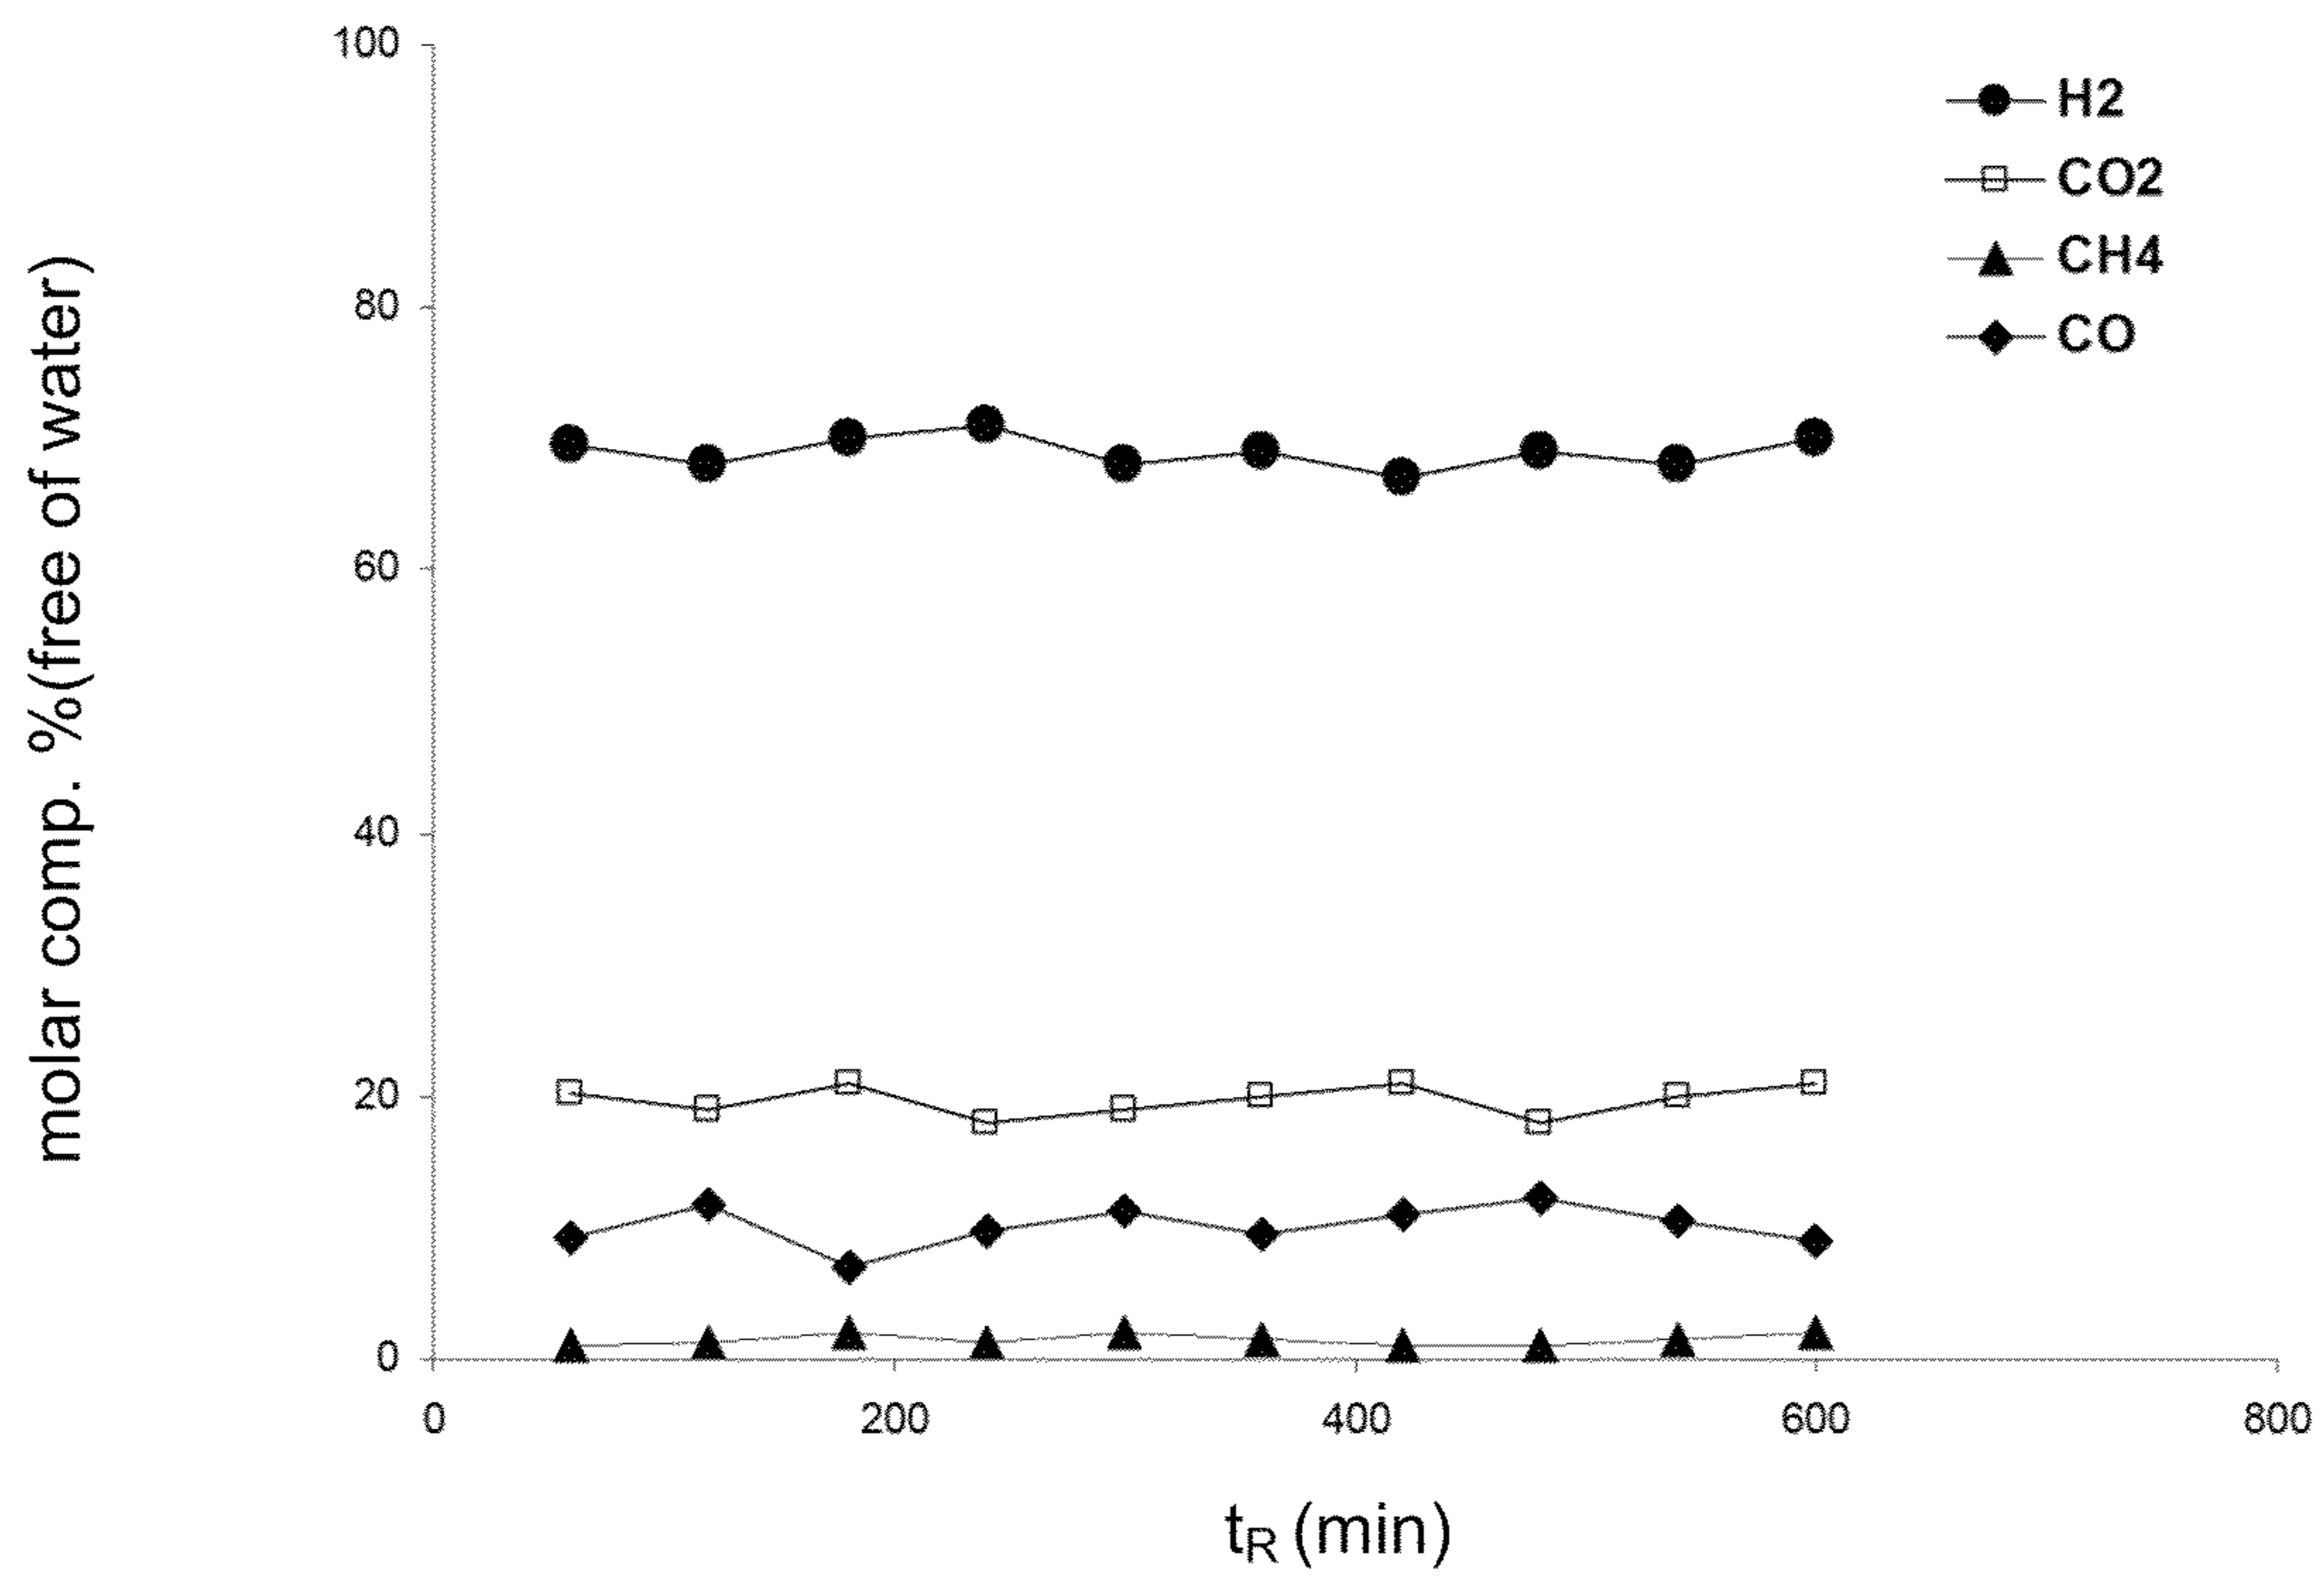 molar comp. %(free of water)
100
80
60
40
20
0
0 200 400 600 800
tR (min)
H2
CO2
CH4
CO